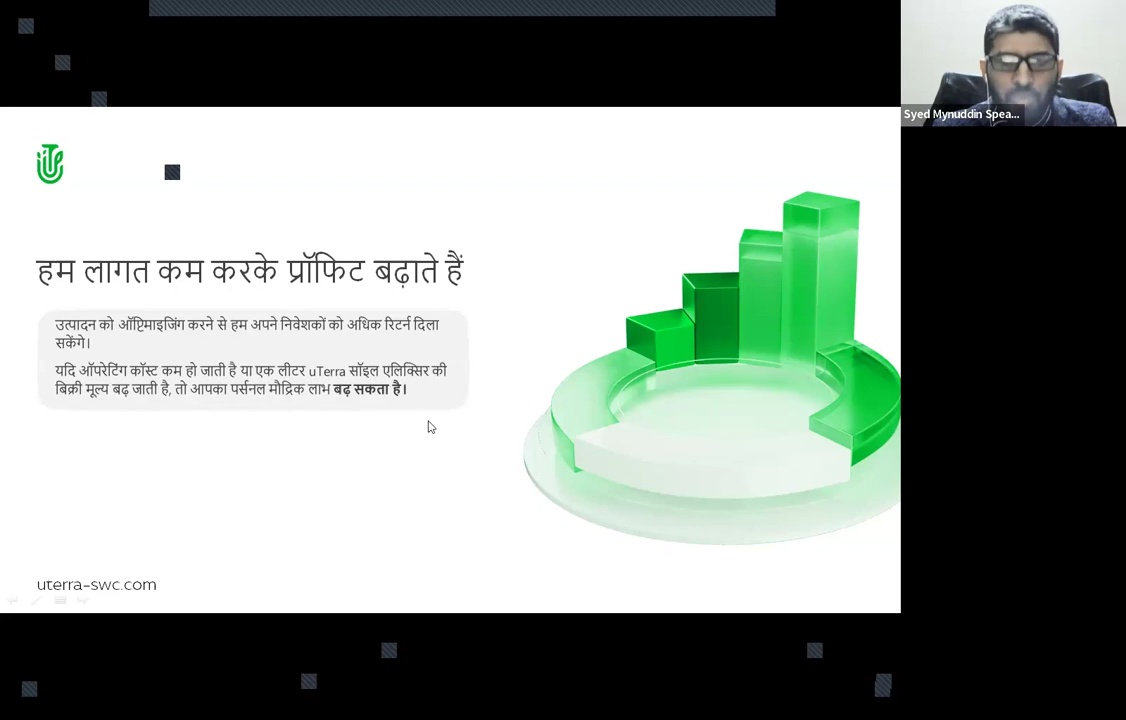 Syed Mynuddin Spea...
हम लागत कम करके प्रॉफिट बढ़ाते हैं
उत्पादन को ऑप्टिमाइजिंग करने से हम अपने निवेशकों को अधिक रिटर्न दिला
सकेंगे।
यदि ऑपरेटिंग कॉस्ट कम हो जाती है या एक लीटर uTerra सॉइल एलिक्सिर की
बिक्री मूल्य बढ़ जाती है, तो आपका पर्सनल मौद्रिक लाभ बढ़ सकता है।
uterra-swc.com